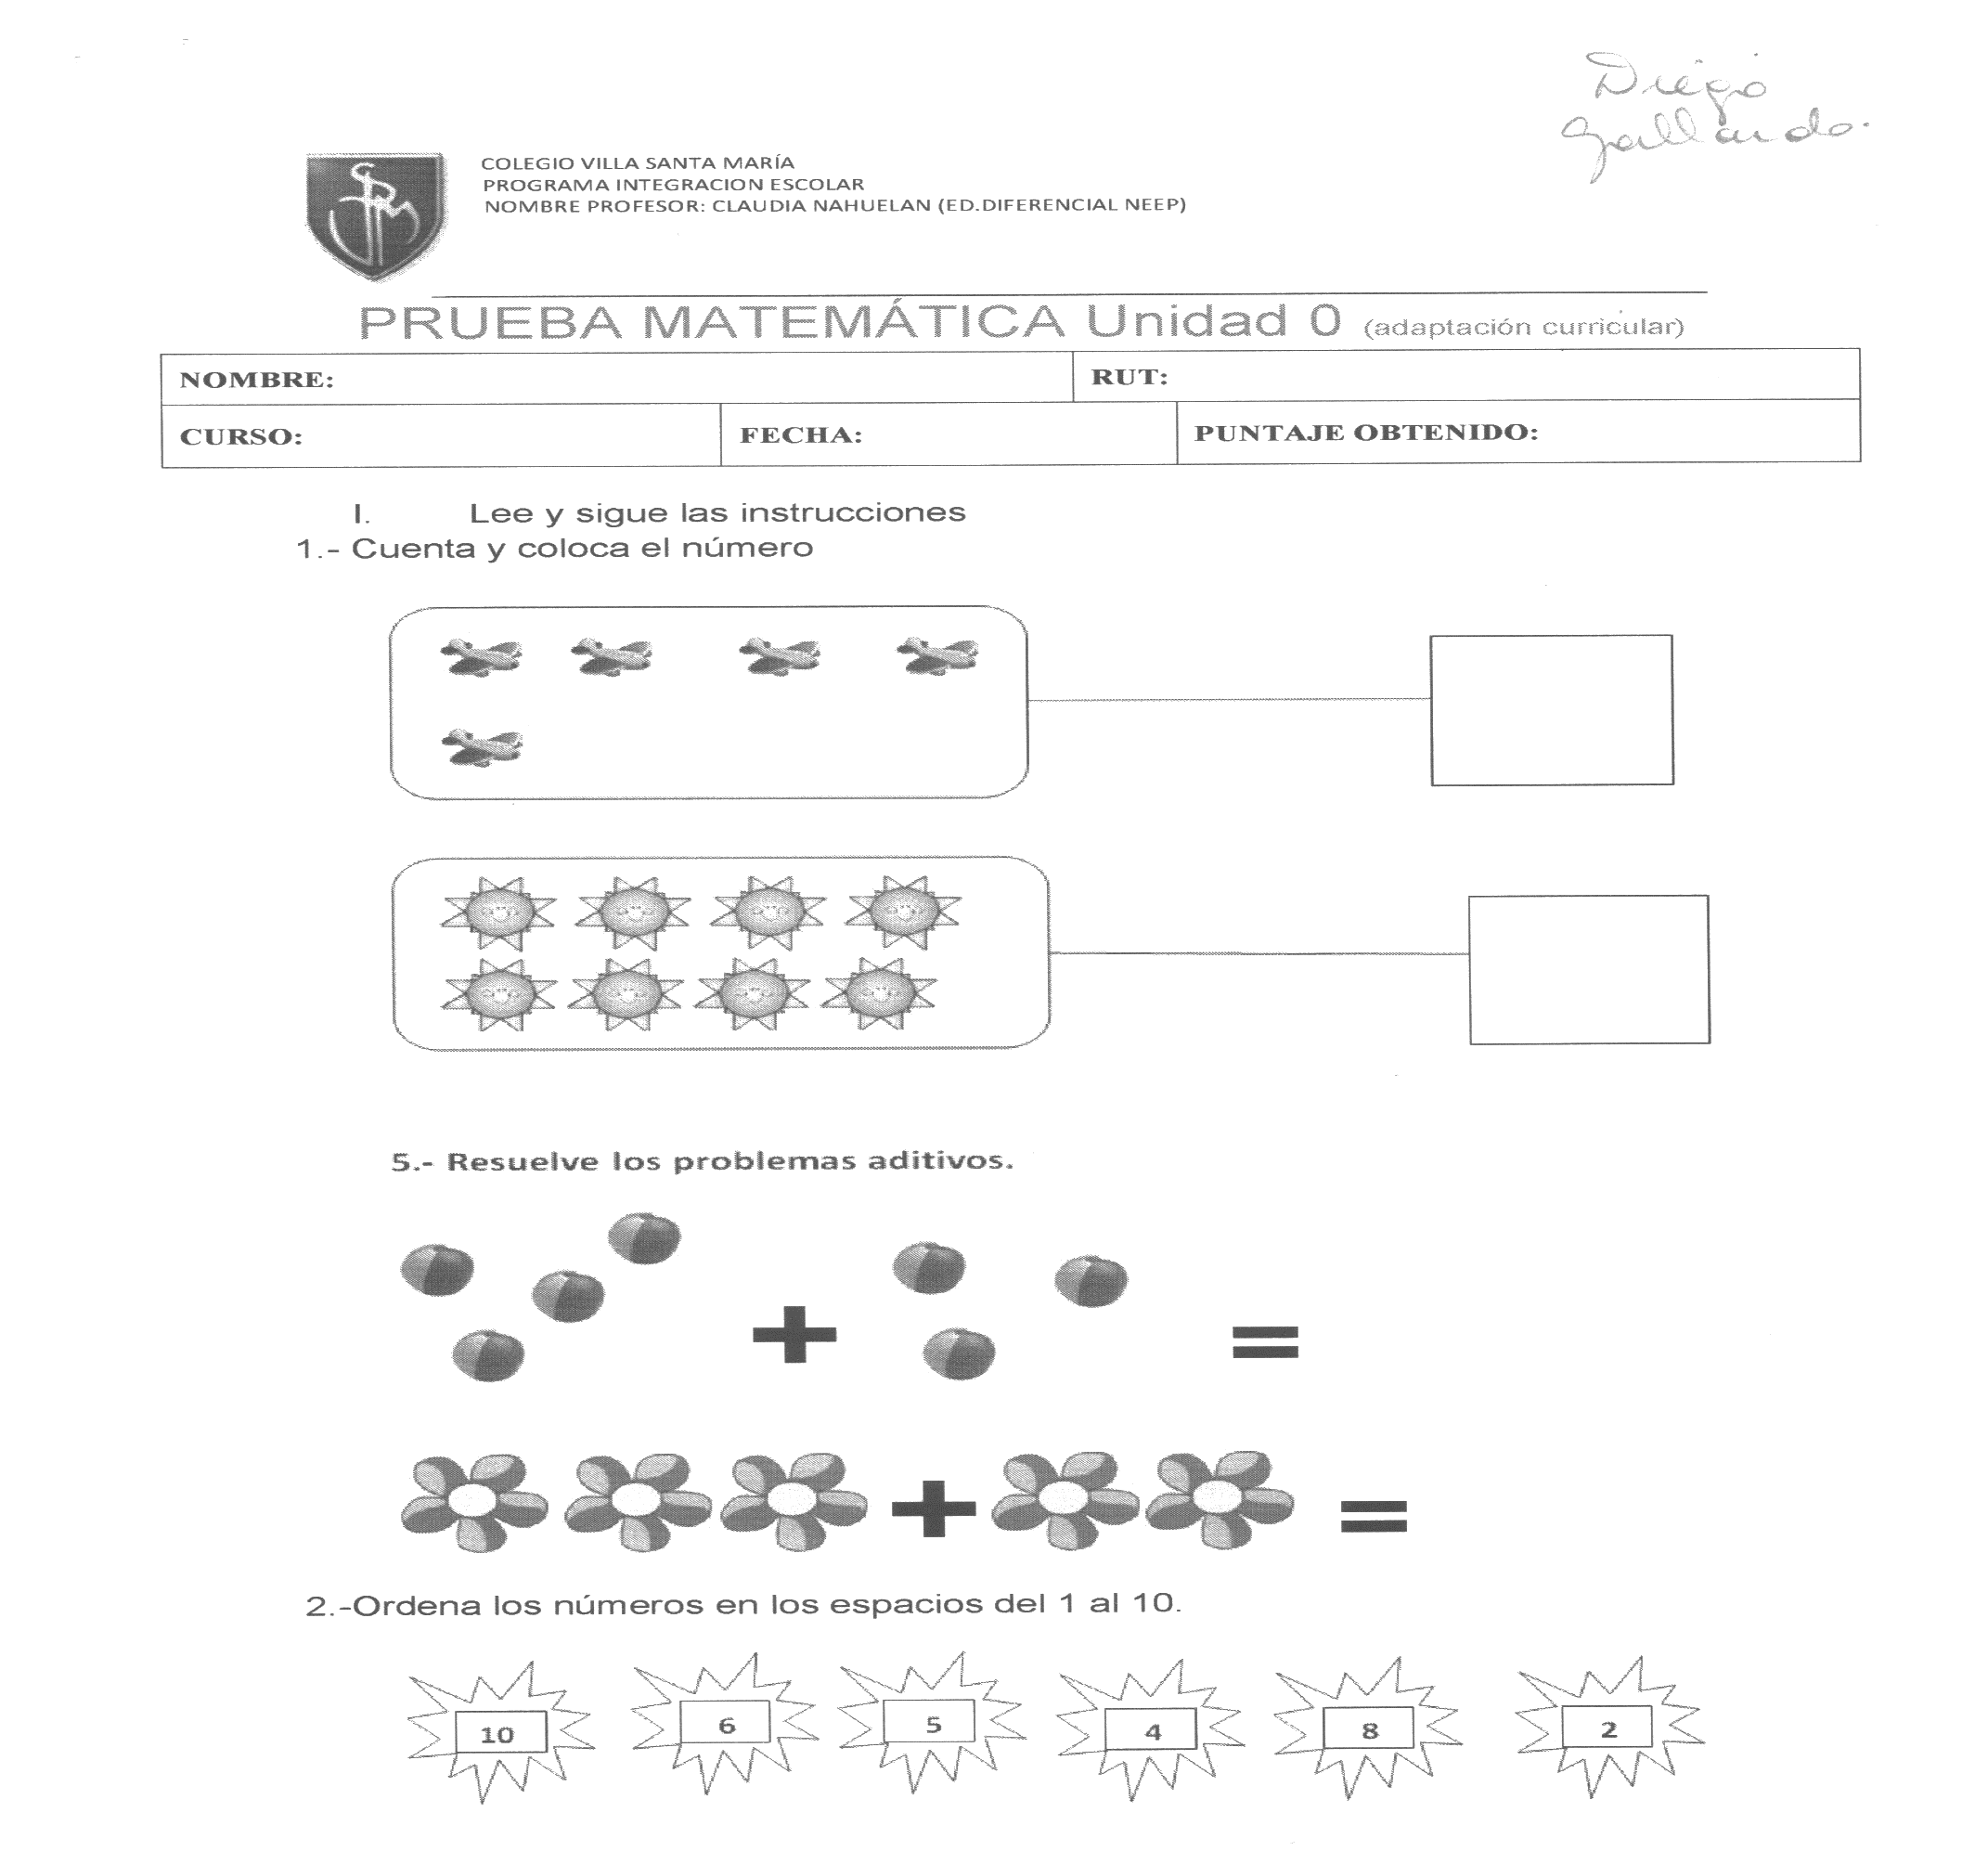 Diego
Gallardo.
COLEGIO VILLA SANTA MARÍA
PROGRAMA INTEGRACION ESCOLAR
NOMBRE PROFESOR: CLAUDIA NAHUELAN (ED.DIFERENCIAL NEEP)
PRUEBA MATEMÁTICA Unidad 0 (adaptación curricular)
NOMBRE: RUT:
CURSO: FECHA: PUNTAJE OBTENIDO:
I. Lee y sigue las instrucciones
1.- Cuenta y coloca el número
5.- Resuelve los problemas aditivos.
+ =
+ =
2.-Ordena los números en los espacios del 1 al 10.
10 6 5 4 8 2